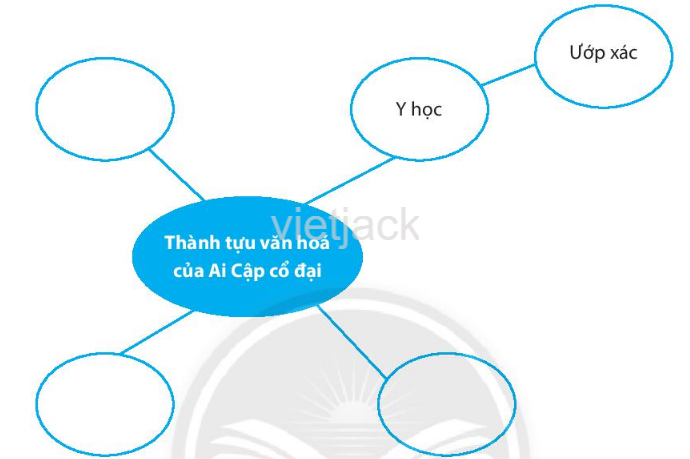 Ướp xác
Y học
vietjack
Thành tựu văn hoá
của Ai Cập cổ đại